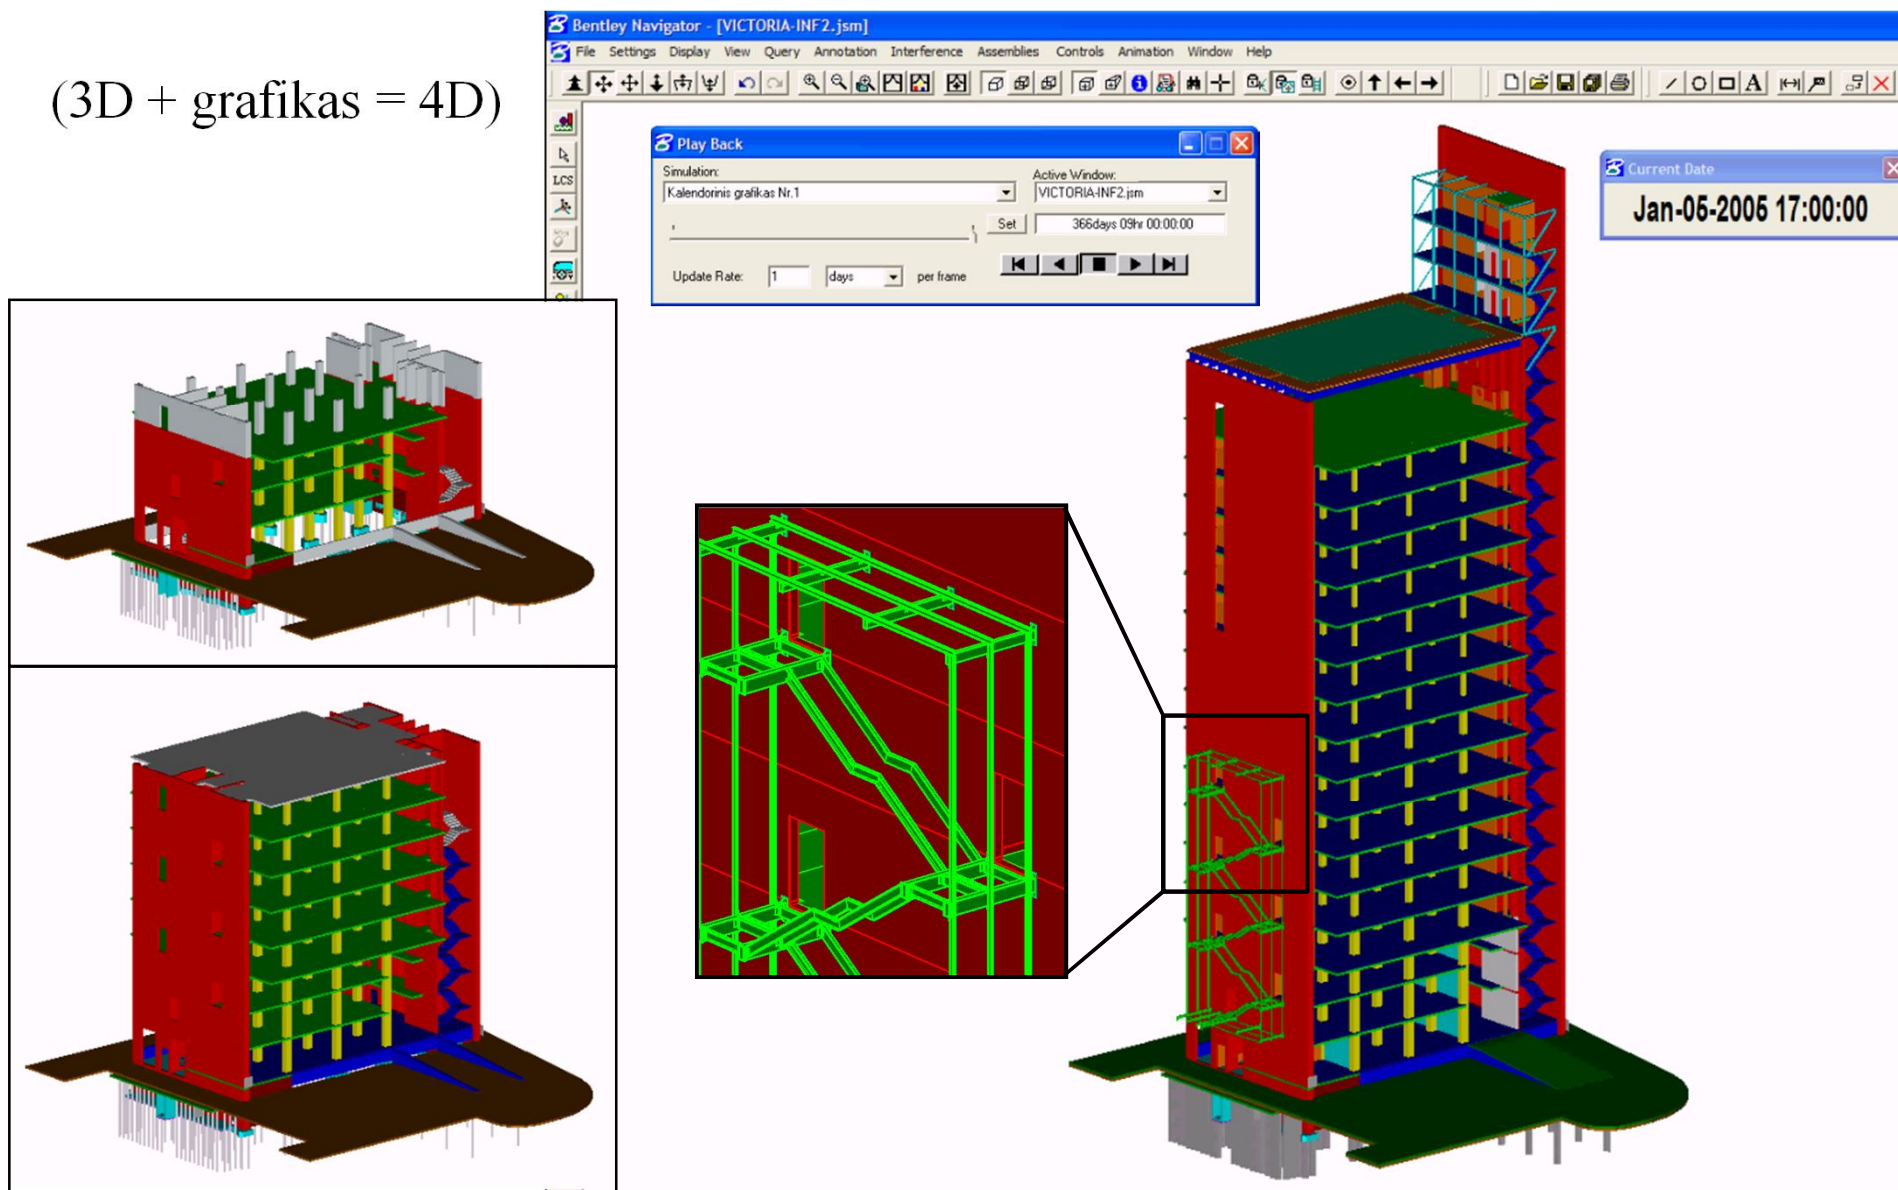 (3D + grafikas = 4D)
Bentley Navigator - [VICTORIA-INF2.jsm]
File Settings Display View Query Annotation Interference Assemblies Controls Animation Window Help
A
LCS
Play Back
Simulation:
Active Window:
Kalendorinis grafikas Nr.1
VICTORIA-INF2.jsm
Set
366days 09hr 00:00:00
Update Rate: 1 days per frame
Current Date
Jan-05-2005 17:00:00